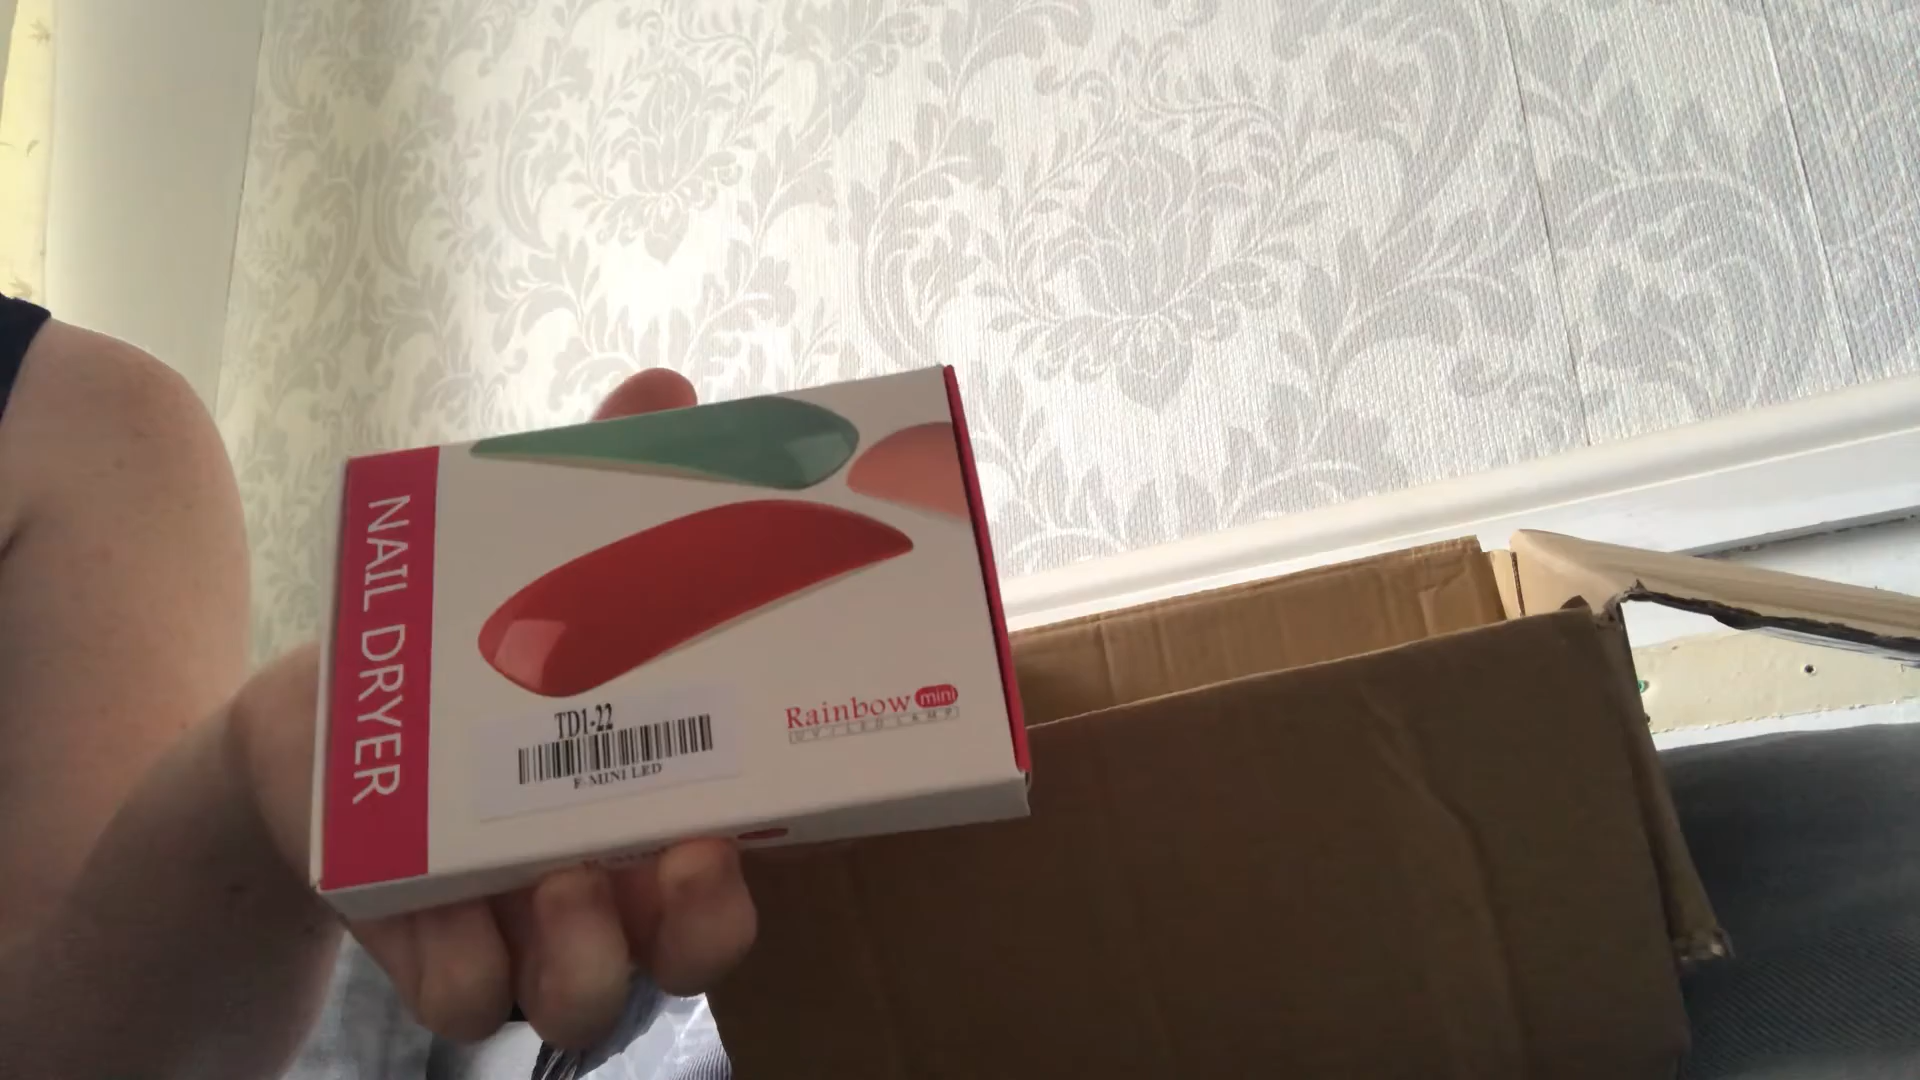 NAIL DRYER
TD1-22
F-MINI LED
Rainbow mini
UV/LED LAMP